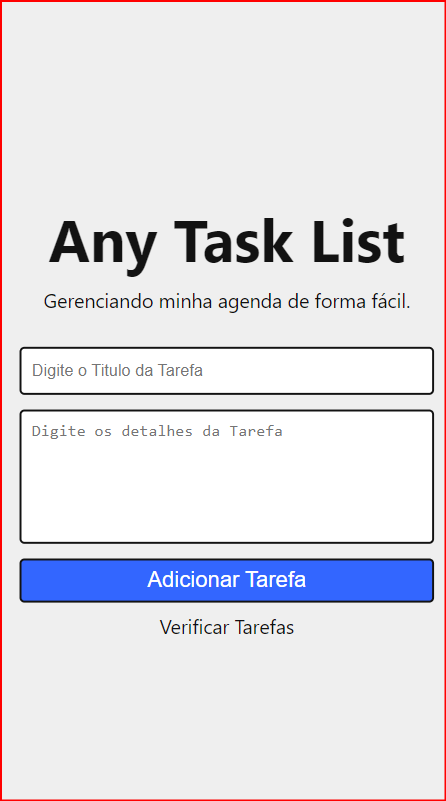 Any Task List
Gerenciando minha agenda de forma fácil.
Digite o Titulo da Tarefa
Digite os detalhes da Tarefa
Adicionar Tarefa
Verificar Tarefas